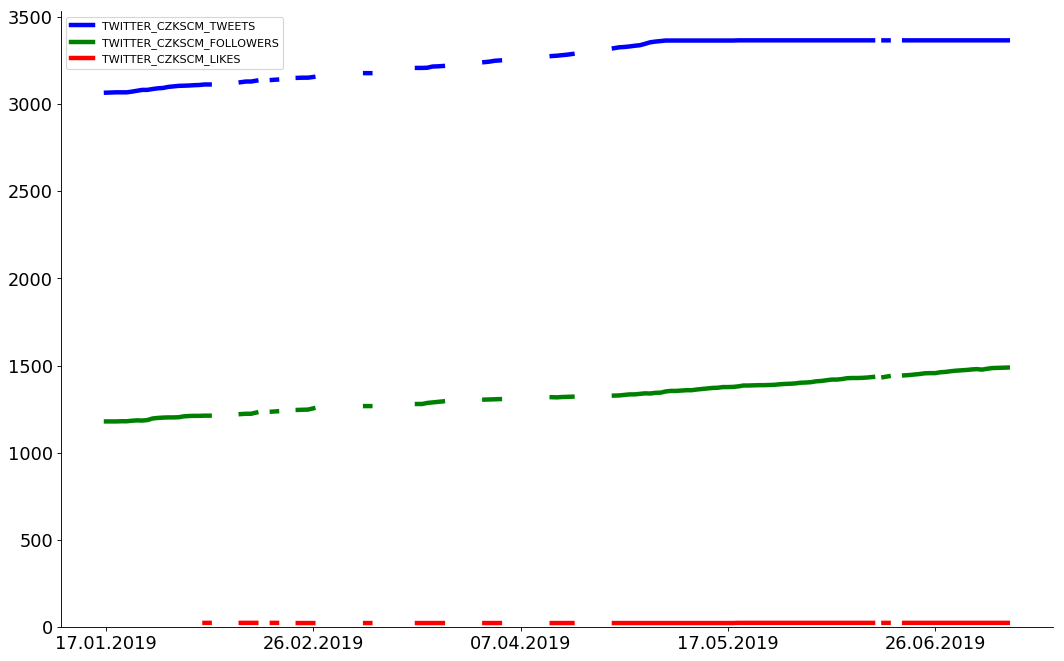 TWITTER_CZKSCM_TWEETS
TWITTER_CZKSCM_FOLLOWERS
TWITTER_CZKSCM_LIKES
3500
3000
2500
2000
1500
1000
500
0
17.01.2019 26.02.2019 07.04.2019 17.05.2019 26.06.2019